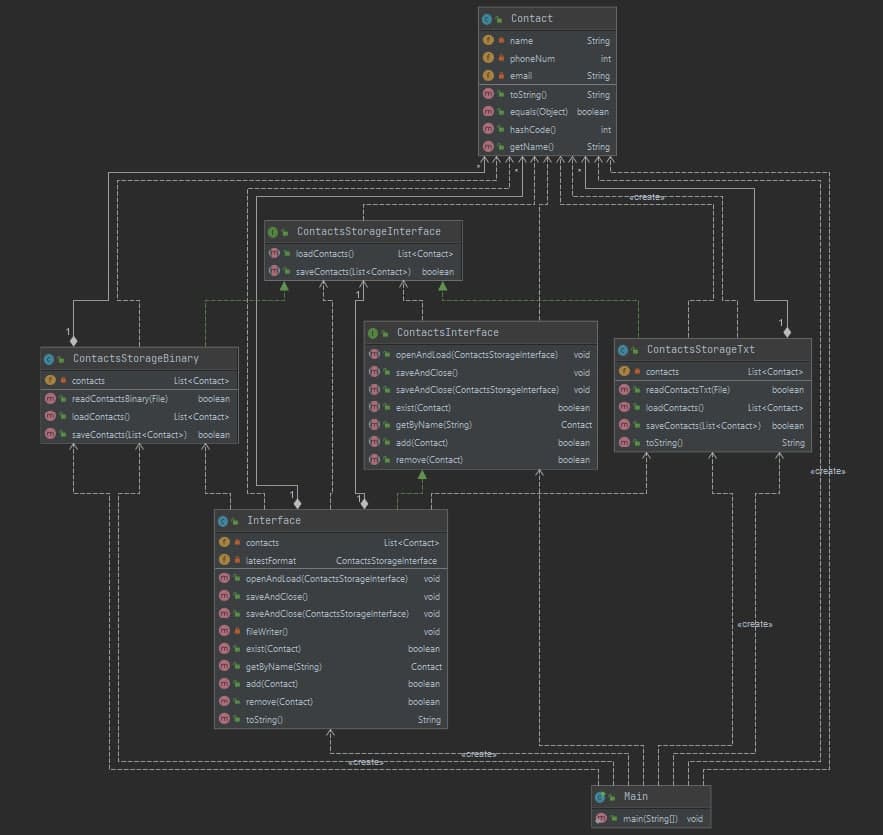 Contact
name String
phoneNum int
email String
toString() String
equals(Object) boolean
hashCode() int
getName() String
* * *
«create»
ContactsStorageInterface
loadContacts() List<Contact>
saveContacts(List<Contact>) boolean
1
ContactsInterface
openAndLoad(ContactsStorageInterface) void
saveAndClose() void
saveAndClose(ContactsStorageInterface) void
exist(Contact) boolean
getByName(String) Contact
add(Contact) boolean
remove(Contact) boolean
1
ContactsStorageBinary
contacts List<Contact>
readContactsBinary(File) boolean
loadContacts() List<Contact>
saveContacts(List<Contact>) boolean
1
ContactsStorageTxt
contacts List<Contact>
readContactsTxt(File) boolean
loadContacts() List<Contact>
saveContacts(List<Contact>) boolean
toString() String
«create»
1 1
Interface
contacts List<Contact>
latestFormat ContactsStorageInterface
openAndLoad(ContactsStorageInterface) void
saveAndClose() void
saveAndClose(ContactsStorageInterface) void
fileWriter() void
exist(Contact) boolean
getByName(String) Contact
add(Contact) boolean
remove(Contact) boolean
toString() String
«create»
«create»
«create»
Main
main(String[]) void